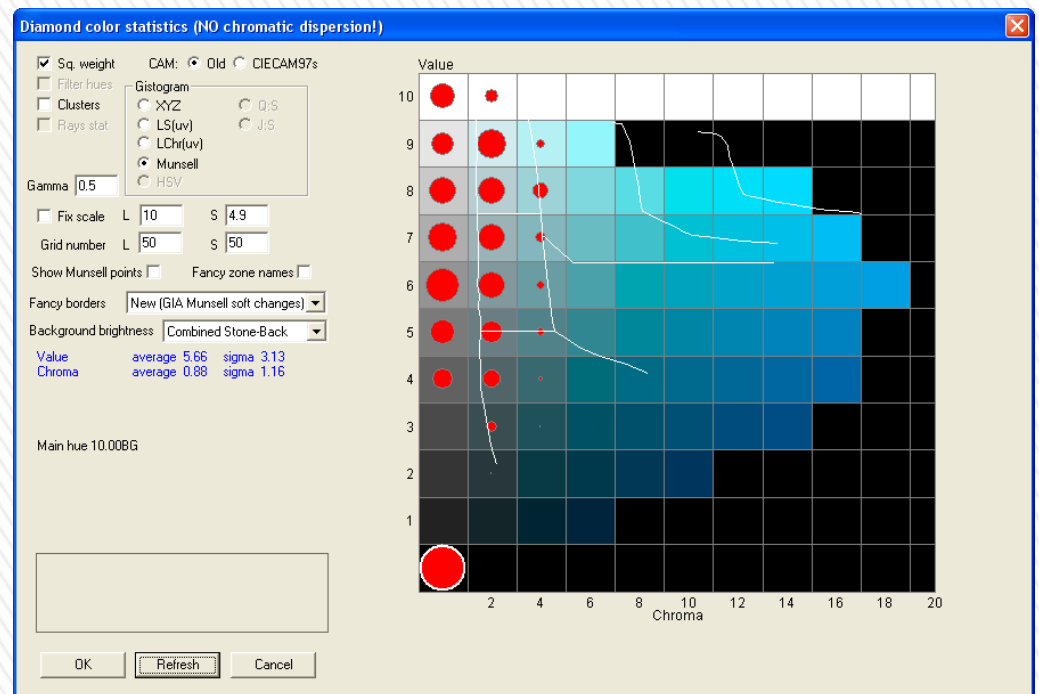 Diamond color statistics (NO chromatic dispersion!)
Sq. weight CAM: Old CIECAM97s
Filter hues
Clusters
Rays stat
Gistogram
XYZ Q:S
LS(uv) J:S
LChr(uv)
Munsell
HSV
Gamma 0.5
Fix scale L 10 S 4.9
Grid number L 50 S 50
Show Munsell points Fancy zone names
Fancy borders New (GIA Munsell soft changes)
Background brightness Combined Stone-Back
Value average 5.66 sigma 3.13
Chroma average 0.88 sigma 1.16
Main hue 10.00BG
OK Refresh Cancel
Value
10
9
8
7
6
5
4
3
2
1
2 4 6 8 10 12 14 16 18 20
Chroma